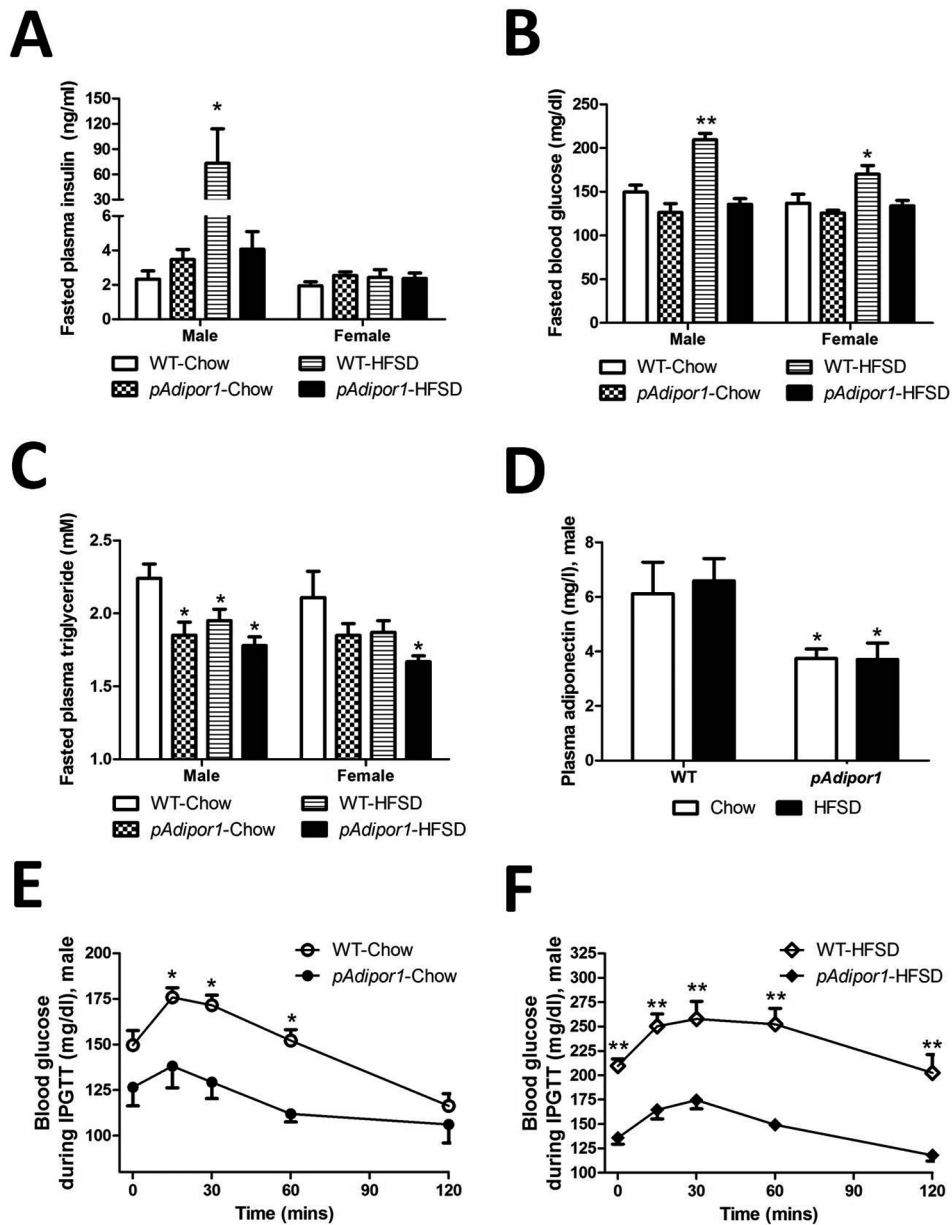 A
Fasted plasma insulin (ng/ml)
150
120
90
60
30
6
4
2
0
*
Male
Female
WT-Chow
WT-HFSD
pAdipor1-Chow
pAdipor1-HFSD
B
Fasted blood glucose (mg/dl)
250
200
150
100
50
0
**
*
Male
Female
WT-Chow
WT-HFSD
pAdipor1-Chow
pAdipor1-HFSD
C
Fasted plasma triglyceride (mM)
2.5
2.0
1.5
1.0
* * *
*
Male
Female
WT-Chow
WT-HFSD
pAdipor1-Chow
pAdipor1-HFSD
D
Plasma adiponectin (mg/l), male
8
6
4
2
0
* *
WT
pAdipor1
Chow
HFSD
E
Blood glucose
during IPGTT (mg/dl), male
200
175
150
125
100
WT-Chow
pAdipor1-Chow
* * *
0 30 60 90 120
Time (mins)
F
Blood glucose
during IPGTT (mg/dl), male
325
300
275
250
225
200
175
150
125
100
WT-HFSD
pAdipor1-HFSD
** ** ** ** **
0 30 60 90 120
Time (mins)